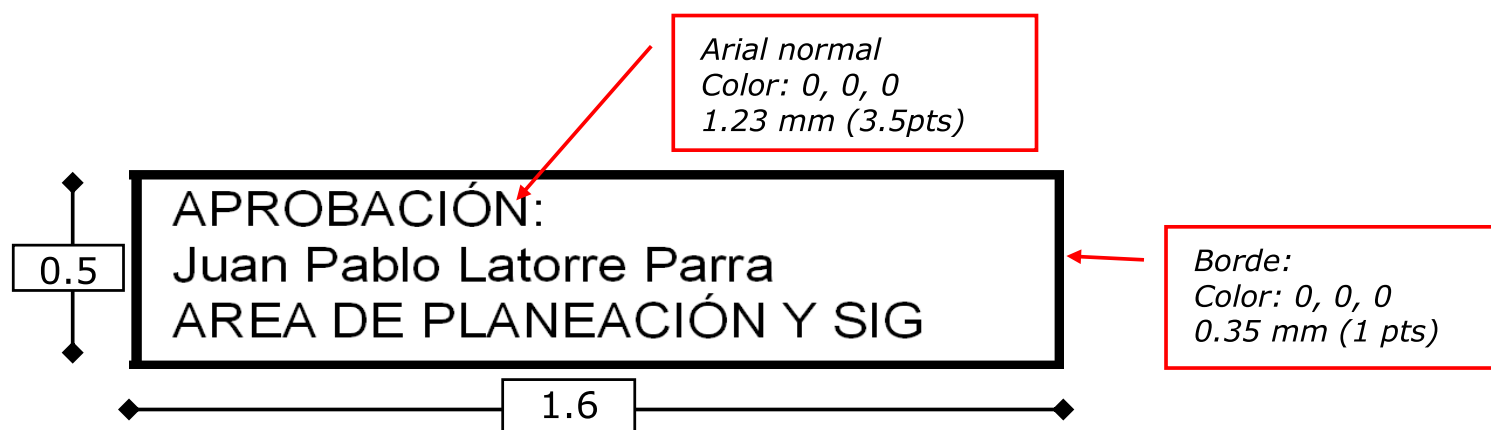 Arial normal
Color: 0, 0, 0
1.23 mm (3.5pts)
APROBACIÓN:
Juan Pablo Latorre Parra
AREA DE PLANEACIÓN Y SIG
0.5
Borde:
Color: 0, 0, 0
0.35 mm (1 pts)
1.6